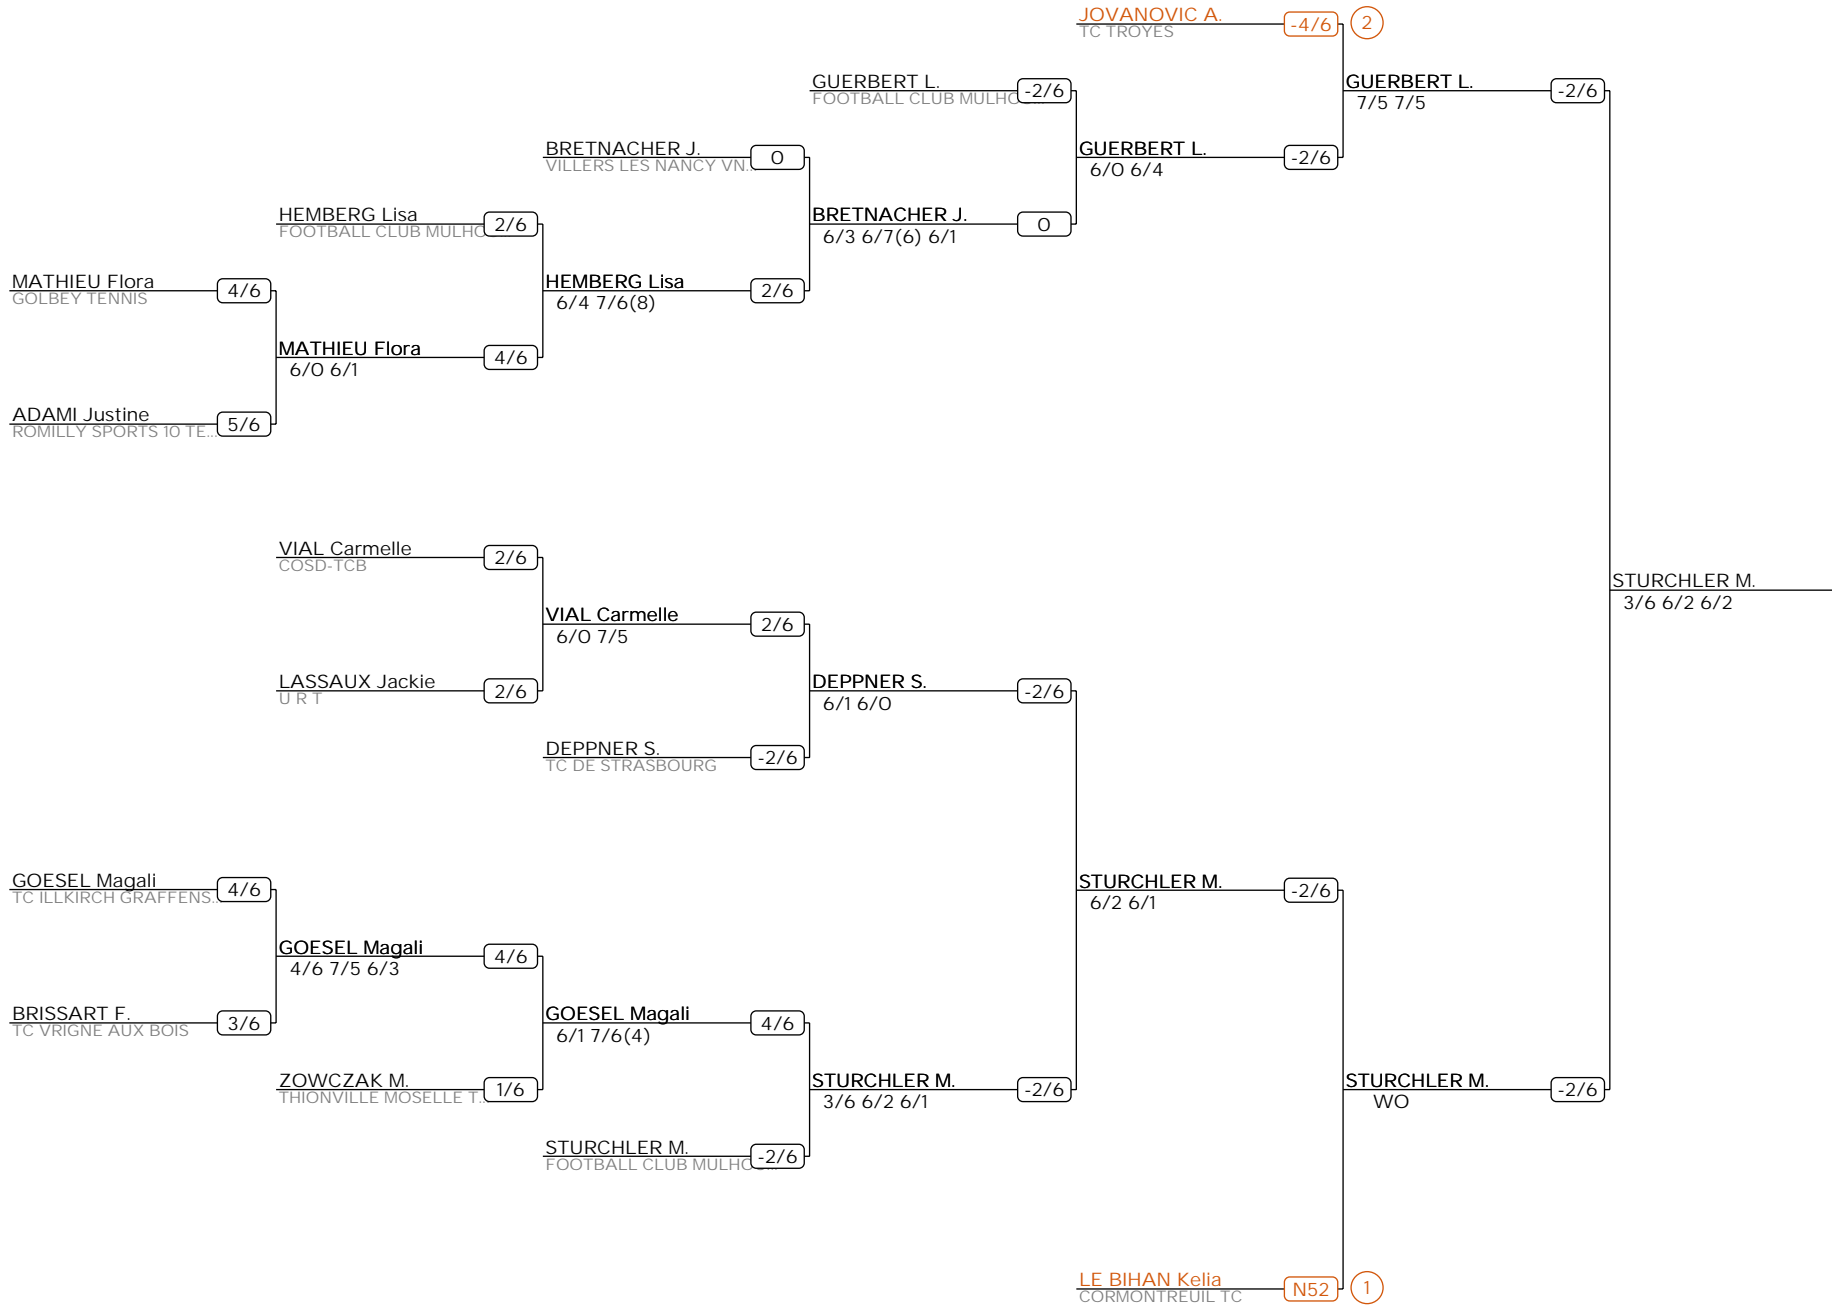 JOVANOVIC A.
TC TROYES
-4/6
2
GUERBERT L.
FOOTBALL CLUB MULHO
-2/6
GUERBERT L.
7/5 7/5
-2/6
BRETNACHER J.
VILLERS LES NANCY VN...
0
GUERBERT L.
6/0 6/4
-2/6
HEMBERG Lisa
FOOTBALL CLUB MULHO
2/6
BRETNACHER J.
6/3 6/7(6) 6/1
0
MATHIEU Flora
GOLBEY TENNIS
4/6
HEMBERG Lisa
6/4 7/6(8)
2/6
MATHIEU Flora
6/0 6/1
4/6
ADAMI Justine
ROMILLY SPORTS 10 TE...
5/6
VIAL Carmelle
COSD-TCB
2/6
STURCHLER M.
3/6 6/2 6/2
VIAL Carmelle
6/0 7/5
2/6
LASSAUX Jackie
U R T
2/6
DEPPNER S.
6/1 6/0
-2/6
DEPPNER S.
TC DE STRASBOURG
-2/6
GOESEL Magali
TC ILLKIRCH GRAFFENS...
4/6
STURCHLER M.
6/2 6/1
-2/6
GOESEL Magali
4/6 7/5 6/3
4/6
BRISSART F.
TC VRIGNE AUX BOIS
3/6
GOESEL Magali
6/1 7/6(4)
4/6
ZOWCZAK M.
THIONVILLE MOSELLE T...
1/6
STURCHLER M.
3/6 6/2 6/1
-2/6
STURCHLER M.
WO
-2/6
STURCHLER M.
FOOTBALL CLUB MULHO
-2/6
LE BIHAN Kelia
CORMONTREUIL TC
N52
1